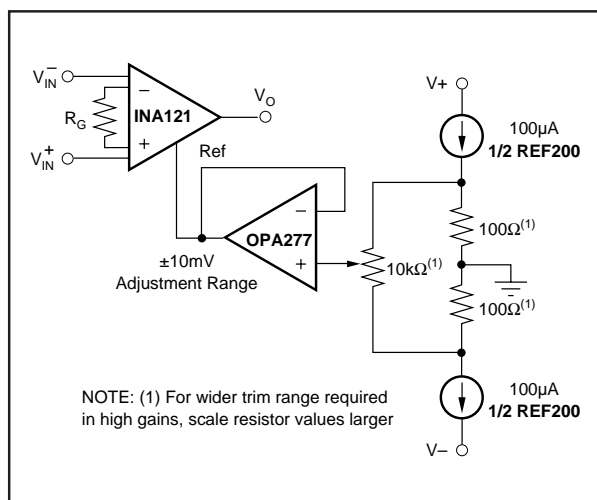 V−IN
V+IN
RG
INA121
VO
Ref
OPA277
±10mV
Adjustment Range
10kΩ(1)
V+
100µA
1/2 REF200
100Ω(1)
100Ω(1)
100µA
1/2 REF200
V–
NOTE: (1) For wider trim range required
in high gains, scale resistor values larger